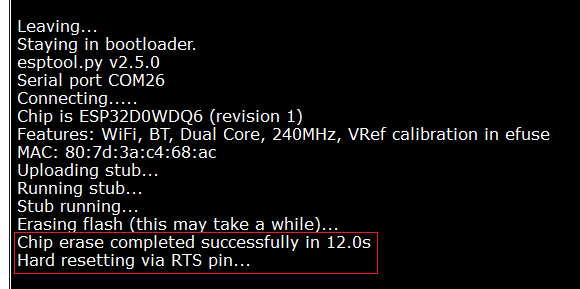 Leaving...
Staying in bootloader.
esptool.py v2.5.0
Serial port COM26
Connecting.....
Chip is ESP32D0WDQ6 (revision 1)
Features: WiFi, BT, Dual Core, 240MHz, VRef calibration in efuse
MAC: 80:7d:3a:c4:68:ac
Uploading stub...
Running stub...
Stub running...
Erasing flash (this may take a while)...
Chip erase completed successfully in 12.0s
Hard resetting via RTS pin...